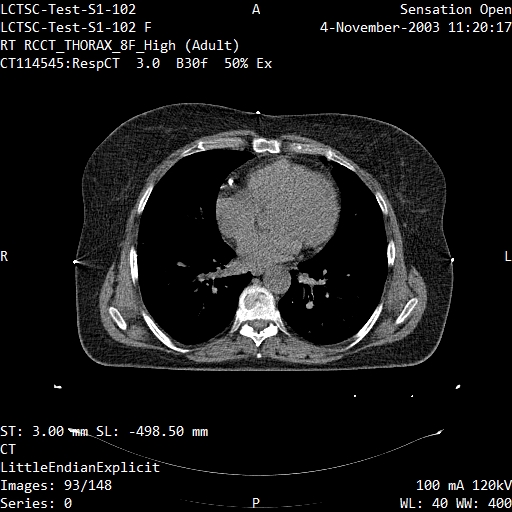 LCTSC-Test-S1-102
A
Sensation Open
LCTSC-Test-S1-102 F
4-November-2003 11:20:17
RT RCCT_THORAX_8F_High (Adult)
CT114545:RespCT 3.0 B30f 50% Ex
R
L
ST: 3.00 mm SL: -498.50 mm
CT
LittleEndianExplicit
Images: 93/148
100 mA 120kV
Series: 0
P
WL: 40 WW: 400